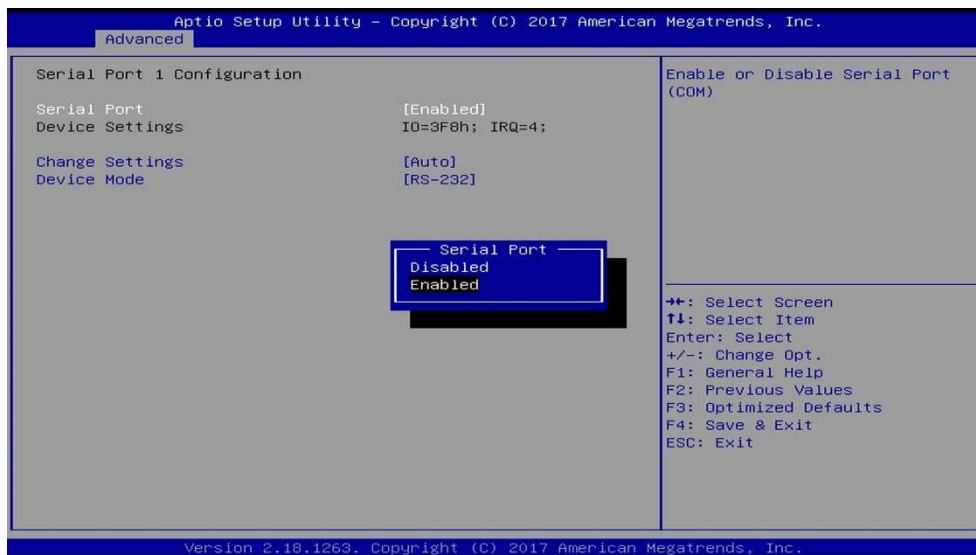 Aptio Setup Utility – Copyright (C) 2017 American Megatrends, Inc.
Advanced
Serial Port 1 Configuration
Serial Port [Enabled]
Device Settings IO=3F8h; IRQ=4;
Change Settings [Auto]
Device Mode [RS-232]
Serial Port
Disabled
Enabled
Enable or Disable Serial Port
(COM)
→←: Select Screen
↑↓: Select Item
Enter: Select
+/-: Change Opt.
F1: General Help
F2: Previous Values
F3: Optimized Defaults
F4: Save & Exit
ESC: Exit
Version 2.18.1263. Copyright (C) 2017 American Megatrends, Inc.